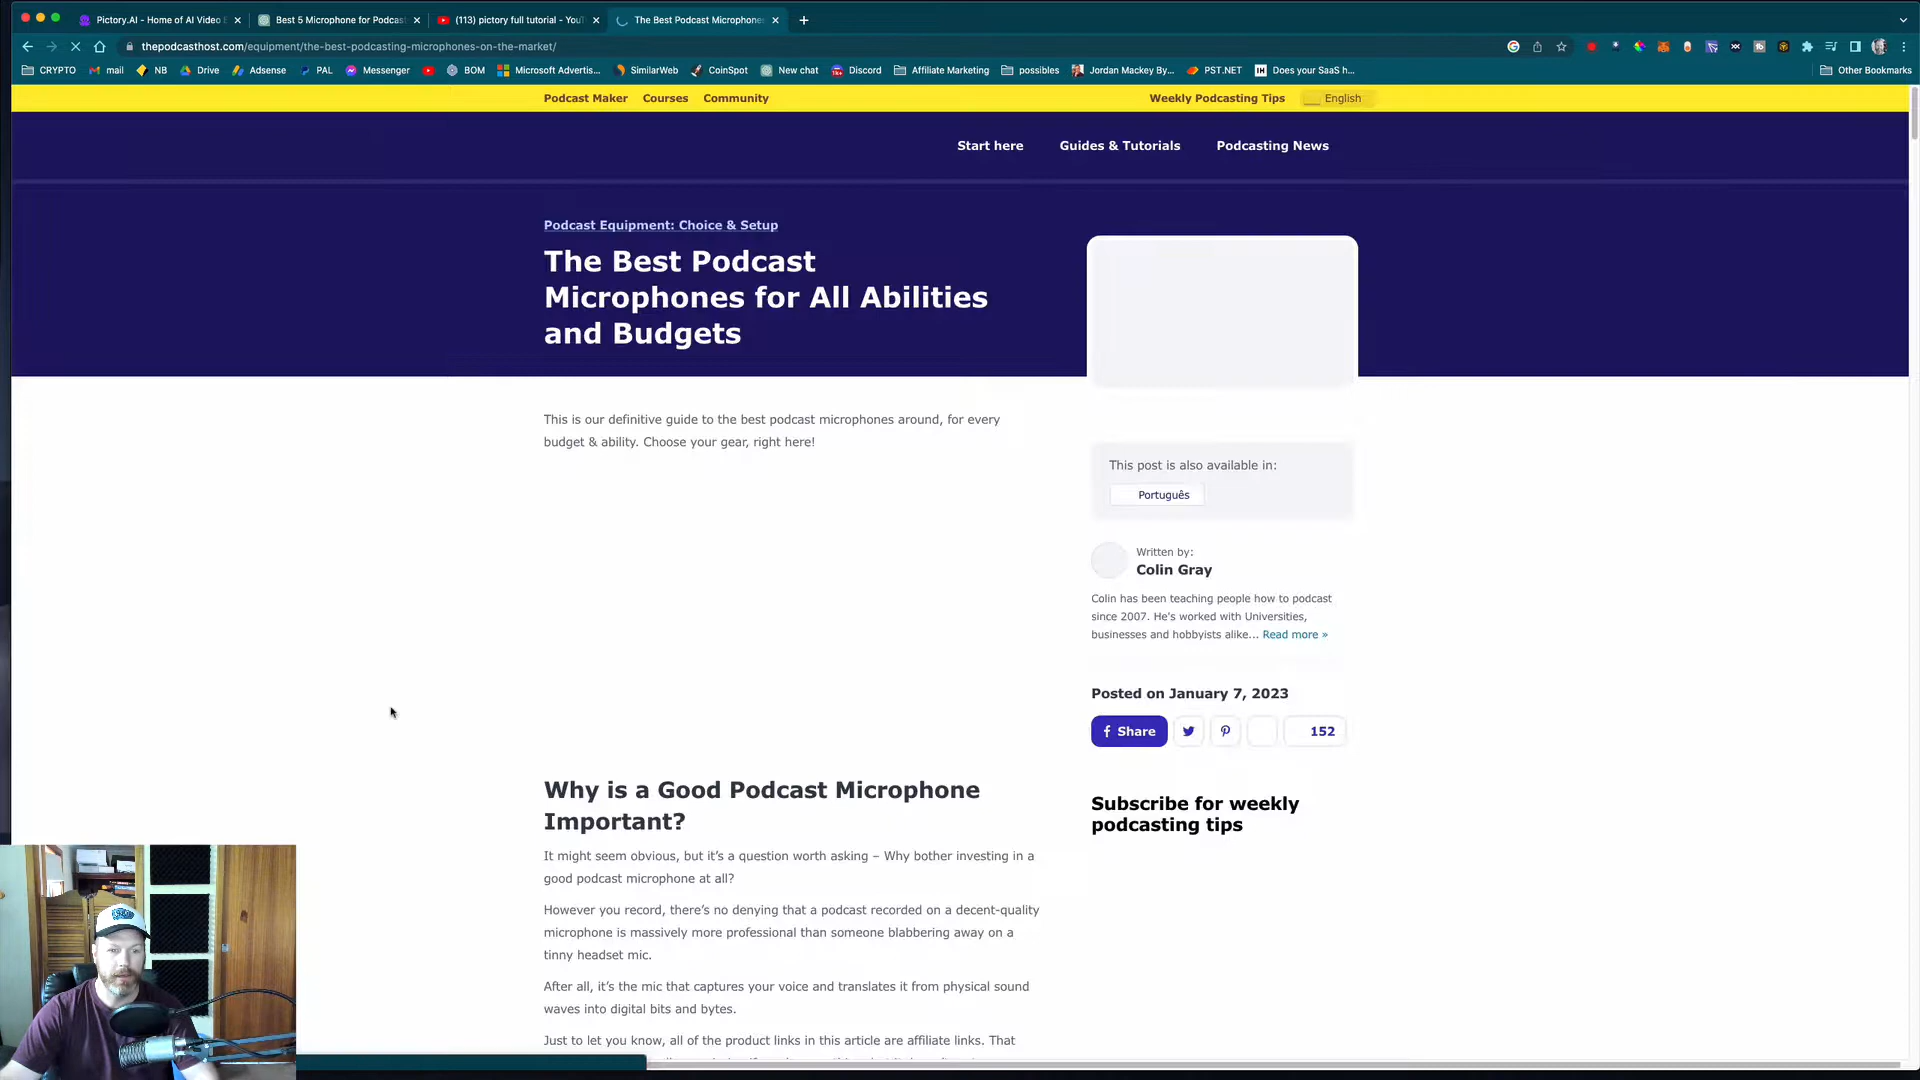 Pictory.AI - Home of AI Video E
Best 5 Microphone for Podcas
(113) pictory full tutorial - YouT
The Best Podcast Microphones
thepodcasthost.com/equipment/the-best-podcasting-microphones-on-the-market/
CRYPTO
mail
NB
Drive
Adsense
PAL
Messenger
BOM
Microsoft Advertis...
SimilarWeb
CoinSpot
New chat
Discord
Affiliate Marketing
possibles
Jordan Mackey By...
PST.NET
IH
Does your SaaS h...
Other Bookmarks
Podcast Maker
Courses
Community
Weekly Podcasting Tips
English
Start here
Guides & Tutorials
Podcasting News
Podcast Equipment: Choice & Setup
The Best Podcast
Microphones for All Abilities
and Budgets
This is our definitive guide to the best podcast microphones around, for every
budget & ability. Choose your gear, right here!
This post is also available in:
Português
Written by:
Colin Gray
Colin has been teaching people how to podcast
since 2007. He's worked with Universities,
businesses and hobbyists alike... Read more »
Posted on January 7, 2023
Share
152
Subscribe for weekly
podcasting tips
Why is a Good Podcast Microphone
Important?
It might seem obvious, but it's a question worth asking – Why bother investing in a
good podcast microphone at all?
However you record, there's no denying that a podcast recorded on a decent-quality
microphone is massively more professional than someone blabbering away on a
tinny headset mic.
After all, it's the mic that captures your voice and translates it from physical sound
waves into digital bits and bytes.
Just to let you know, all of the product links in this article are affiliate links. That